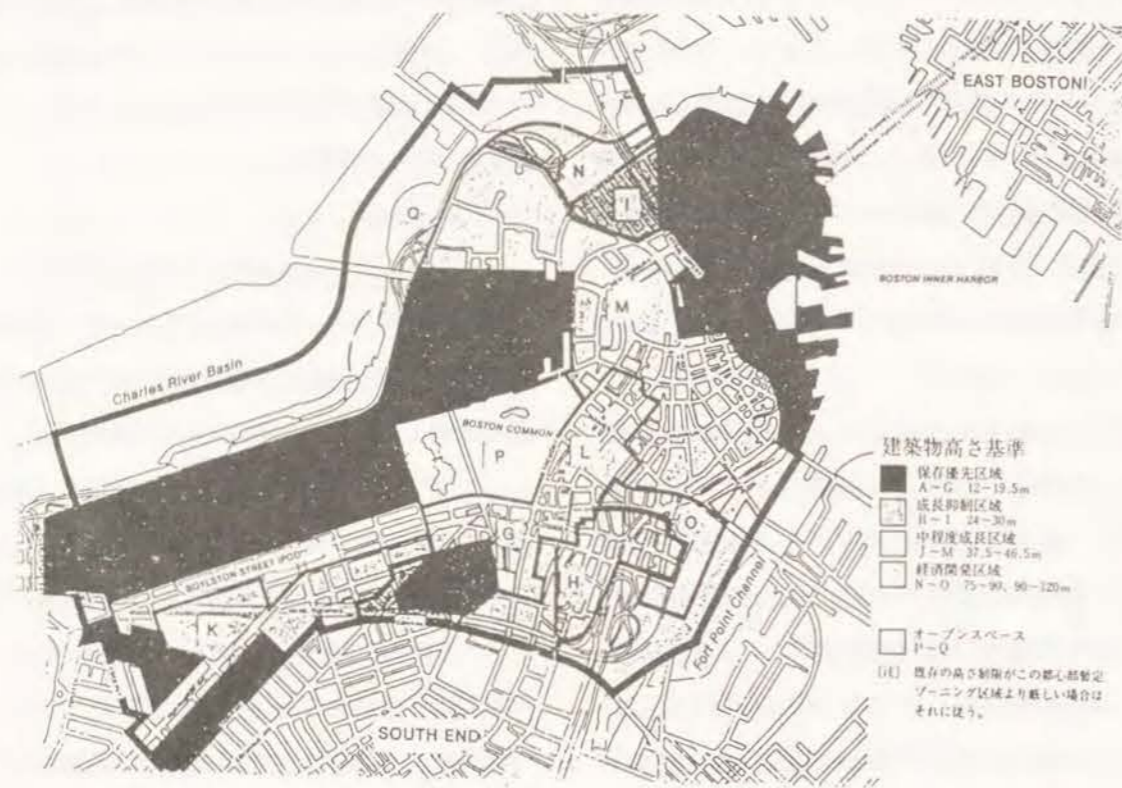 EAST BOSTON
N
I
Q
BOSTON INNER HARBOR
M
Charles River Basin
BOSTON COMMON
P
L
建築物高さ基準
保存優先区域
A~G 12-19.5m
成長抑制区域
H~I 24-30m
中程度成長区域
J~M 37.5-46.5m
経済開発区域
N~O 75-90, 90-120m
O
G
BOYLSTON STREET
H
Fort Point Channel
K
オープンスペース
P~Q
[注] 既存の高さ制限がこの都心部暫定
ゾーニング区域より厳しい場合は
それに従う。
SOUTH END